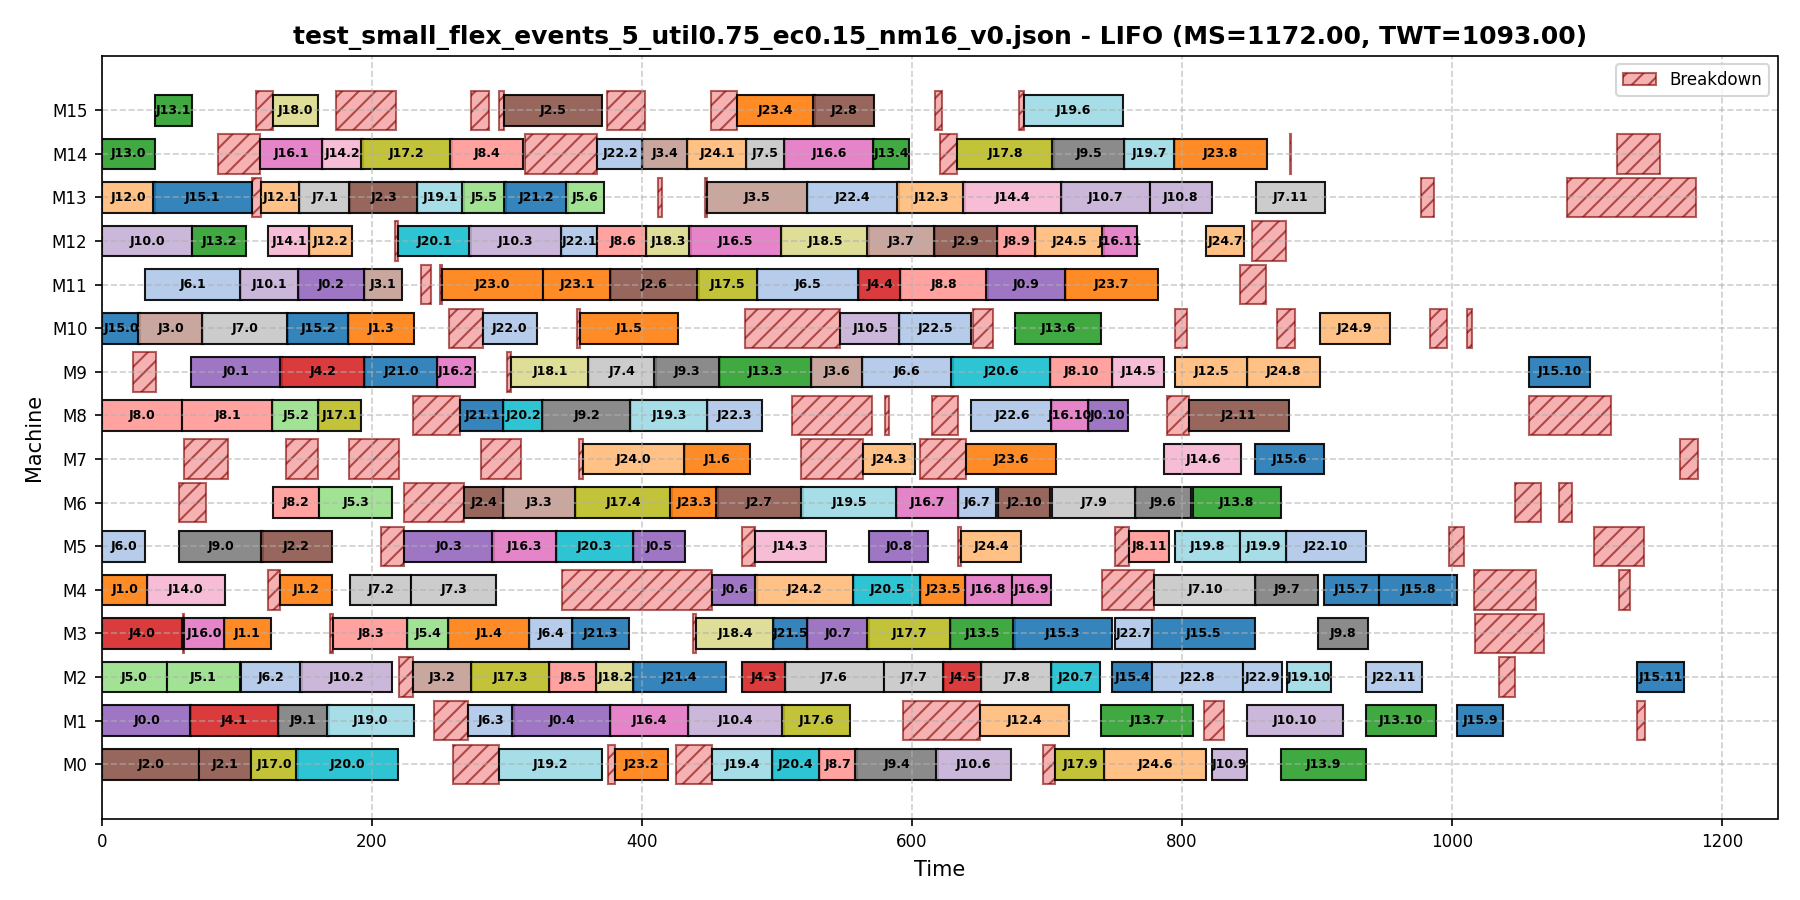 test_small_flex_events_5_util0.75_ec0.15_nm16_v0.json - LIFO (MS=1172.00, TWT=1093.00)
Breakdown
M15 J13.1 J18.0 J2.5 J23.4 J2.8 J19.6
M14 J13.0 J16.1 J14.2 J17.2 J8.4 J22.2 J3.4 J24.1 J7.5 J16.6 J13.4 J17.8 J9.5 J19.7 J23.8
M13 J12.0 J15.1 J12.1 J7.1 J2.3 J19.1 J5.5 J21.2 J5.6 J3.5 J22.4 J12.3 J14.4 J10.7 J10.8 J7.11
M12 J10.0 J13.2 J14.1 J12.2 J20.1 J10.3 J22.1 J8.6 J18.3 J16.5 J18.5 J3.7 J2.9 J8.9 J24.5 J16.11 J24.7
M11 J6.1 J10.1 J0.2 J3.1 J23.0 J23.1 J2.6 J17.5 J6.5 J4.4 J8.8 J0.9 J23.7
M10 J15.0 J3.0 J7.0 J15.2 J1.3 J22.0 J1.5 J10.5 J22.5 J13.6 J24.9
M9 J0.1 J4.2 J21.0 J16.2 J18.1 J7.4 J9.3 J13.3 J3.6 J6.6 J20.6 J8.10 J14.5 J12.5 J24.8 J15.10
M8 J8.0 J8.1 J5.2 J17.1 J21.1 J20.2 J9.2 J19.3 J22.3 J22.6 J16.10 J0.10 J2.11
M7 J24.0 J1.6 J24.3 J23.6 J14.6 J15.6
M6 J8.2 J5.3 J2.4 J3.3 J17.4 J23.3 J2.7 J19.5 J16.7 J6.7 J2.10 J7.9 J9.6 J13.8
M5 J6.0 J9.0 J2.2 J0.3 J16.3 J20.3 J0.5 J14.3 J0.8 J24.4 J8.11 J19.8 J19.9 J22.10
M4 J1.0 J14.0 J1.2 J7.2 J7.3 J0.6 J24.2 J20.5 J23.5 J16.8 J16.9 J7.10 J9.7 J15.7 J15.8
M3 J4.0 J16.0 J1.1 J8.3 J5.4 J1.4 J6.4 J21.3 J18.4 J21.5 J0.7 J17.7 J13.5 J15.3 J22.7 J15.5 J9.8
M2 J5.0 J5.1 J6.2 J10.2 J3.2 J17.3 J8.5 J18.2 J21.4 J4.3 J7.6 J7.7 J4.5 J7.8 J20.7 J15.4 J22.8 J22.9 J19.10 J22.11 J15.11
M1 J0.0 J4.1 J9.1 J19.0 J6.3 J0.4 J16.4 J10.4 J17.6 J12.4 J13.7 J10.10 J13.10 J15.9
M0 J2.0 J2.1 J17.0 J20.0 J19.2 J23.2 J19.4 J20.4 J8.7 J9.4 J10.6 J17.9 J24.6 J10.9 J13.9
0 200 400 600 800 1000 1200
Time
Machine